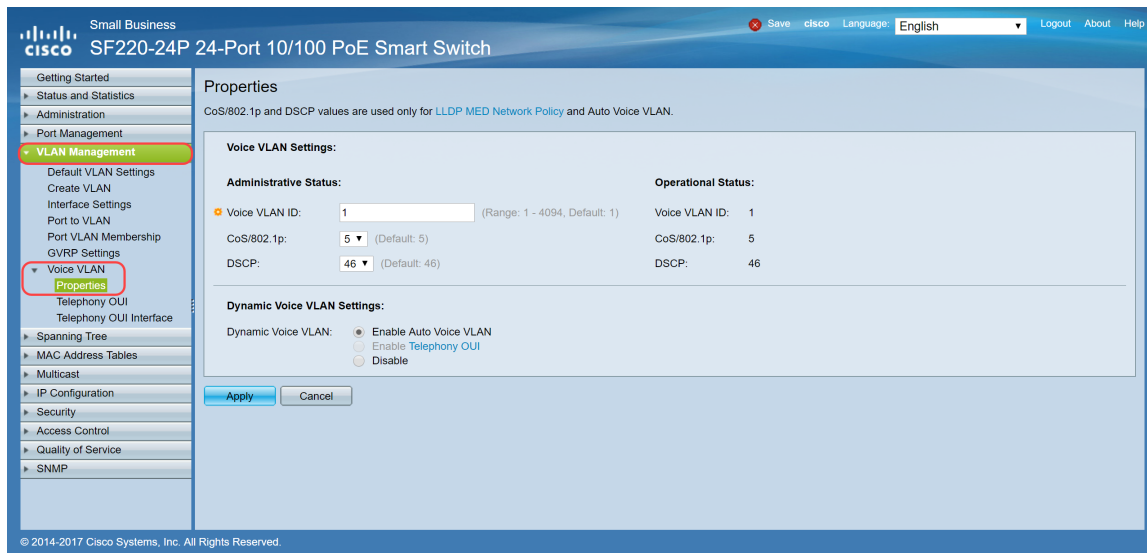 Small Business
cisco SF220-24P 24-Port 10/100 PoE Smart Switch
Save cisco Language: English Logout About Help
Getting Started
Status and Statistics
Administration
Port Management
VLAN Management
Default VLAN Settings
Create VLAN
Interface Settings
Port to VLAN
Port VLAN Membership
GVRP Settings
Voice VLAN
Properties
Telephony OUI
Telephony OUI Interface
Spanning Tree
MAC Address Tables
Multicast
IP Configuration
Security
Access Control
Quality of Service
SNMP
Properties
CoS/802.1p and DSCP values are used only for LLDP MED Network Policy and Auto Voice VLAN.
Voice VLAN Settings:
Administrative Status: Operational Status:
Voice VLAN ID: 1 (Range: 1 - 4094, Default: 1) Voice VLAN ID: 1
CoS/802.1p: 5 (Default: 5) CoS/802.1p: 5
DSCP: 46 (Default: 46) DSCP: 46
Dynamic Voice VLAN Settings:
Dynamic Voice VLAN: Enable Auto Voice VLAN
Enable Telephony OUI
Disable
Apply Cancel
© 2014-2017 Cisco Systems, Inc. All Rights Reserved.